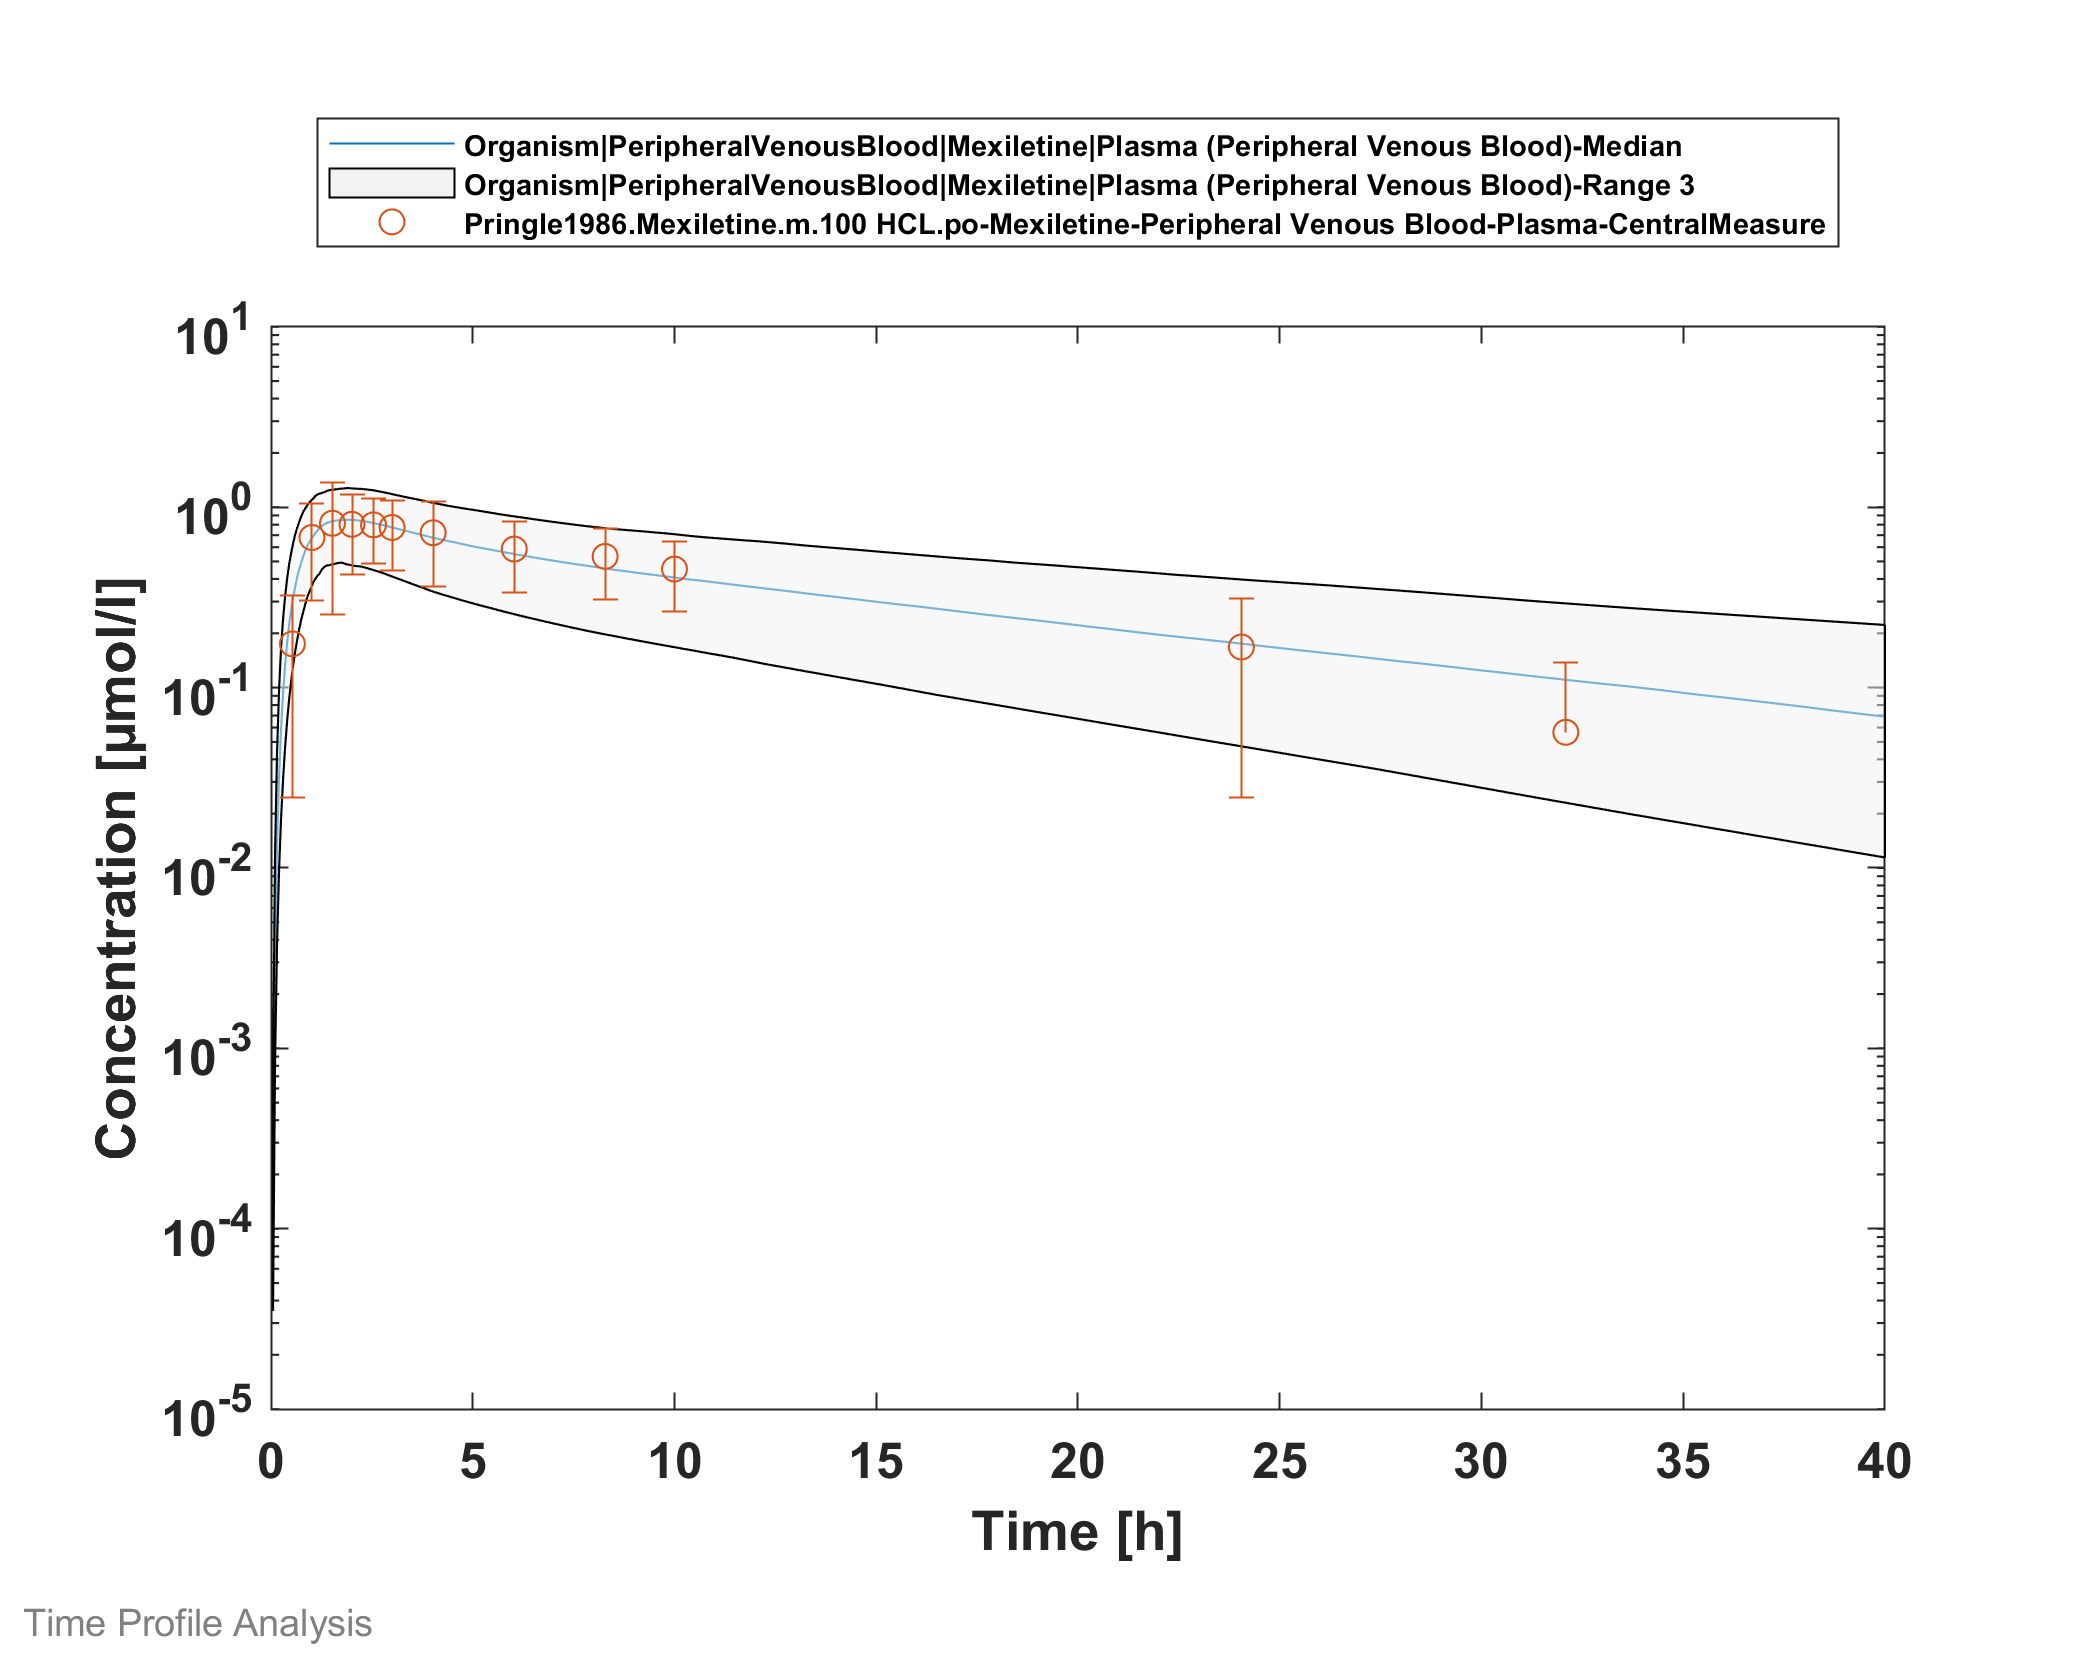 Organism|PeripheralVenousBlood|Mexiletine|Plasma (Peripheral Venous Blood)-Median
Organism|PeripheralVenousBlood|Mexiletine|Plasma (Peripheral Venous Blood)-Range 3
Pringle1986.Mexiletine.m.100 HCL.po-Mexiletine-Peripheral Venous Blood-Plasma-CentralMeasure
10^1
10^0
10^-1
10^-2
10^-3
10^-4
10^-5
Concentration [µmol/l]
0 5 10 15 20 25 30 35 40
Time [h]
Time Profile Analysis